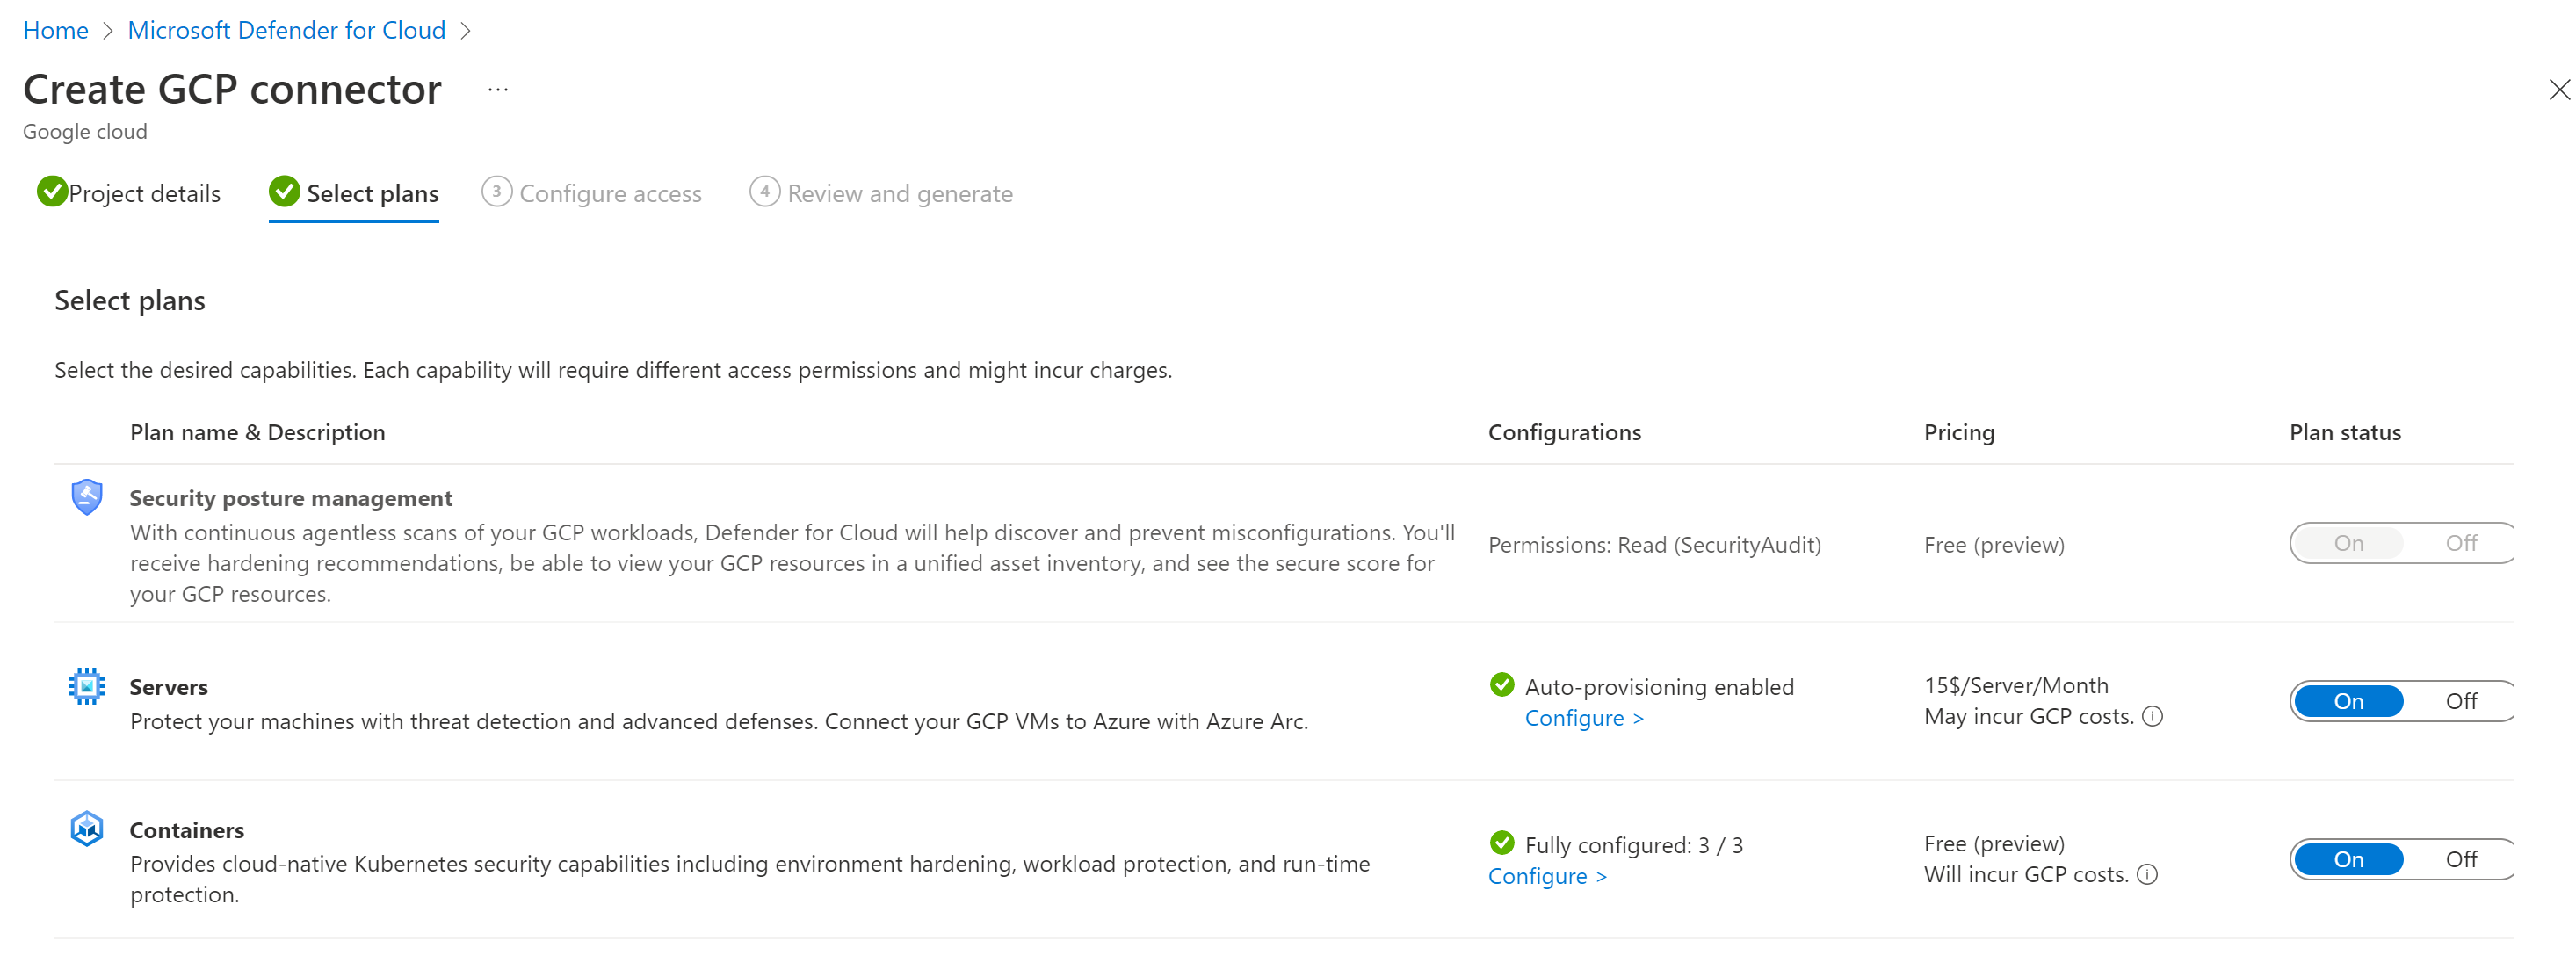 Home > Microsoft Defender for Cloud >
Create GCP connector ...
Google cloud
Project details Select plans 3 Configure access 4 Review and generate
Select plans
Select the desired capabilities. Each capability will require different access permissions and might incur charges.
Plan name & Description Configurations Pricing Plan status
Security posture management
With continuous agentless scans of your GCP workloads, Defender for Cloud will help discover and prevent misconfigurations. You'll
receive hardening recommendations, be able to view your GCP resources in a unified asset inventory, and see the secure score for
your GCP resources.
Permissions: Read (SecurityAudit)
Free (preview)
On Off
Servers
Protect your machines with threat detection and advanced defenses. Connect your GCP VMs to Azure with Azure Arc.
Auto-provisioning enabled
Configure >
15$/Server/Month
May incur GCP costs.
On Off
Containers
Provides cloud-native Kubernetes security capabilities including environment hardening, workload protection, and run-time
protection.
Fully configured: 3 / 3
Configure >
Free (preview)
Will incur GCP costs.
On Off